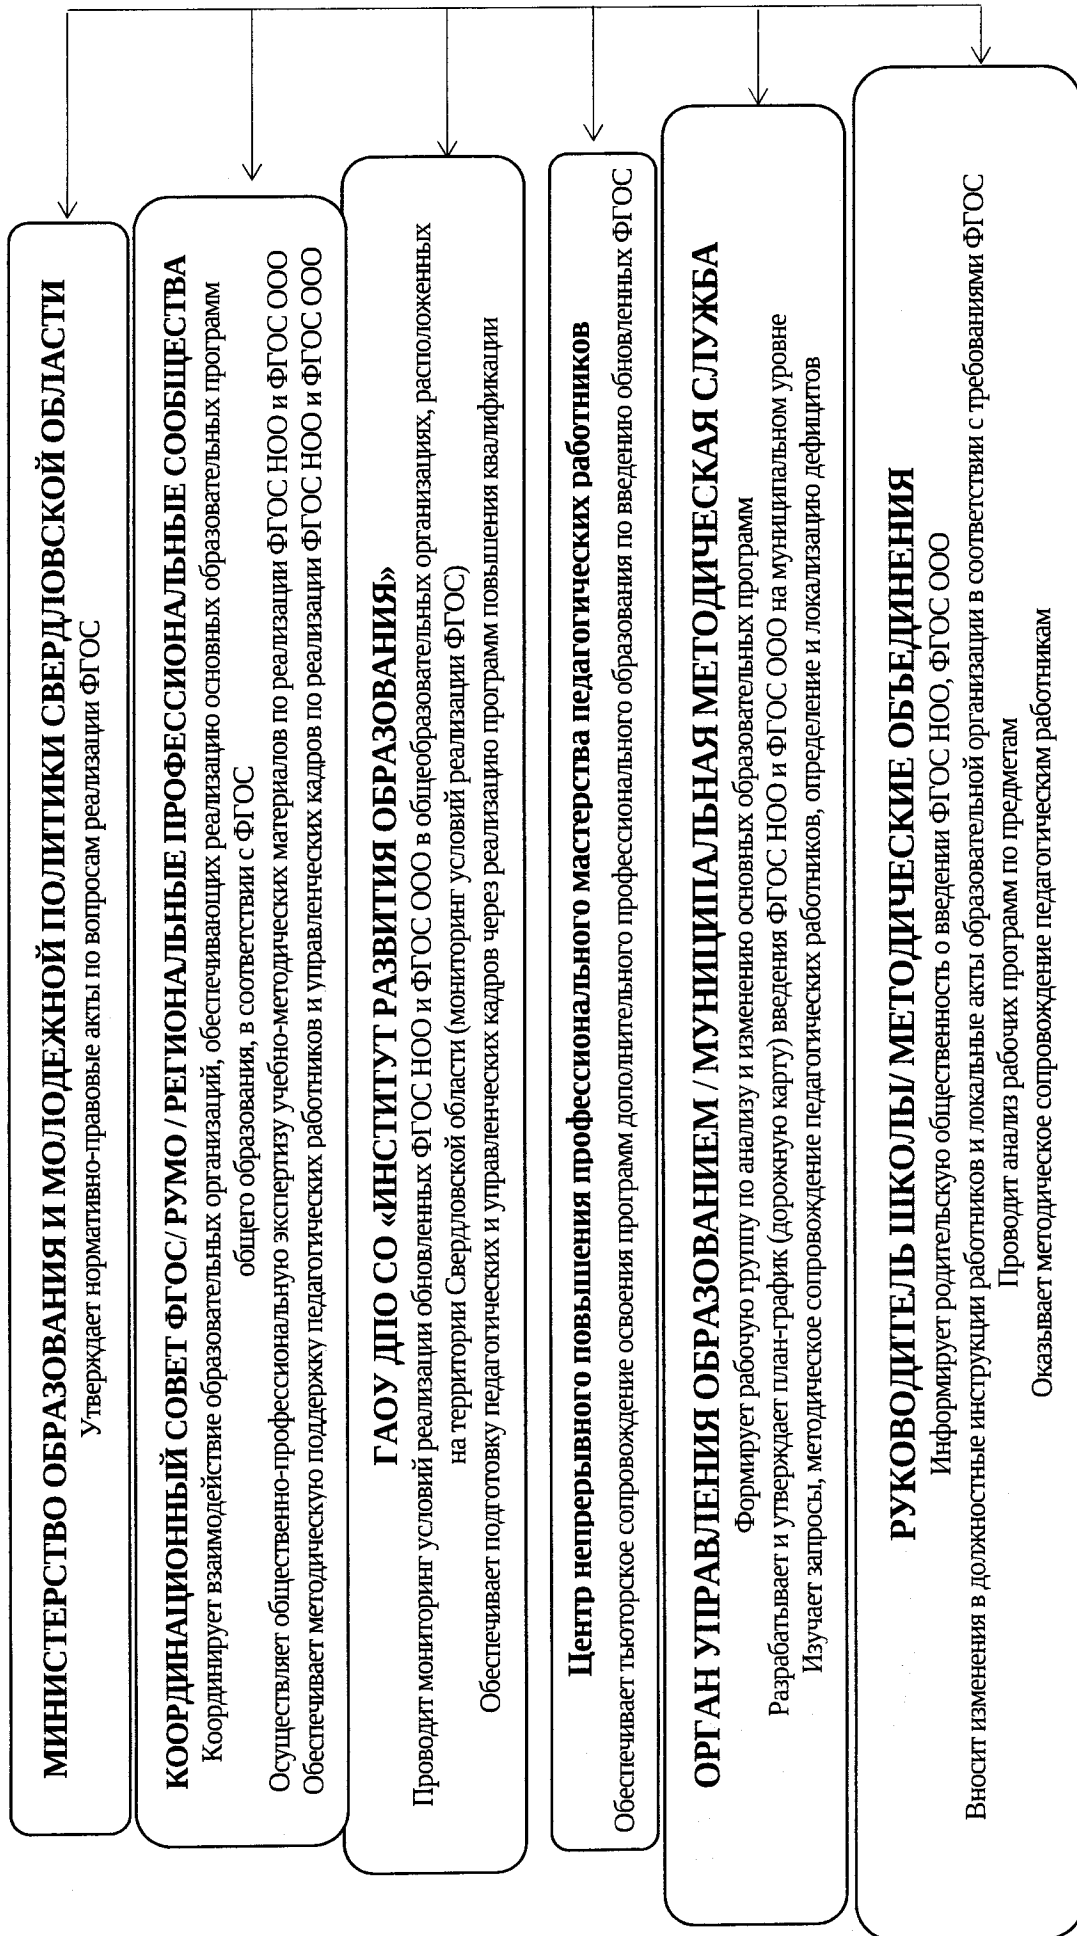 МИНИСТЕРСТВО ОБРАЗОВАНИЯ И МОЛОДЕЖНОЙ ПОЛИТИКИ СВЕРДЛОВСКОЙ ОБЛАСТИ
Утверждает нормативно-правовые акты по вопросам реализации ФГОС
КООРДИНАЦИОННЫЙ СОВЕТ ФГОС/ РУМО / РЕГИОНАЛЬНЫЕ ПРОФЕССИОНАЛЬНЫЕ СООБЩЕСТВА
Координирует взаимодействие образовательных организаций, обеспечивающих реализацию основных образовательных программ
общего образования, в соответствии с ФГОС
Осуществляет общественно-профессиональную экспертизу учебно-методических материалов по реализации ФГОС НОО и ФГОС ООО
Обеспечивает методическую поддержку педагогических работников и управленческих кадров по реализации ФГОС НОО и ФГОС ООО
ГАОУ ДПО СО «ИНСТИТУТ РАЗВИТИЯ ОБРАЗОВАНИЯ»
Проводит мониторинг условий реализации обновленных ФГОС НОО и ФГОС ООО в общеобразовательных организациях, расположенных
на территории Свердловской области (мониторинг условий реализации ФГОС)
Обеспечивает подготовку педагогических и управленческих кадров через реализацию программ повышения квалификации
Центр непрерывного повышения профессионального мастерства педагогических работников
Обеспечивает тьюторское сопровождение освоения программ дополнительного профессионального образования по введению обновленных ФГОС
ОРГАН УПРАВЛЕНИЯ ОБРАЗОВАНИЕМ / МУНИЦИПАЛЬНАЯ МЕТОДИЧЕСКАЯ СЛУЖБА
Формирует рабочую группу по анализу и изменению основных образовательных программ
Разрабатывает и утверждает план-график (дорожную карту) введения ФГОС НОО и ФГОС ООО на муниципальном уровне
Изучает запросы, методическое сопровождение педагогических работников, определение и локализацию дефицитов
РУКОВОДИТЕЛЬ ШКОЛЫ/ МЕТОДИЧЕСКИЕ ОБЪЕДИНЕНИЯ
Информирует родительскую общественность о введении ФГОС НОО, ФГОС ООО
Вносит изменения в должностные инструкции работников и локальные акты образовательной организации в соответствии с требованиями ФГОС
Проводит анализ рабочих программ по предметам
Оказывает методическое сопровождение педагогическим работникам